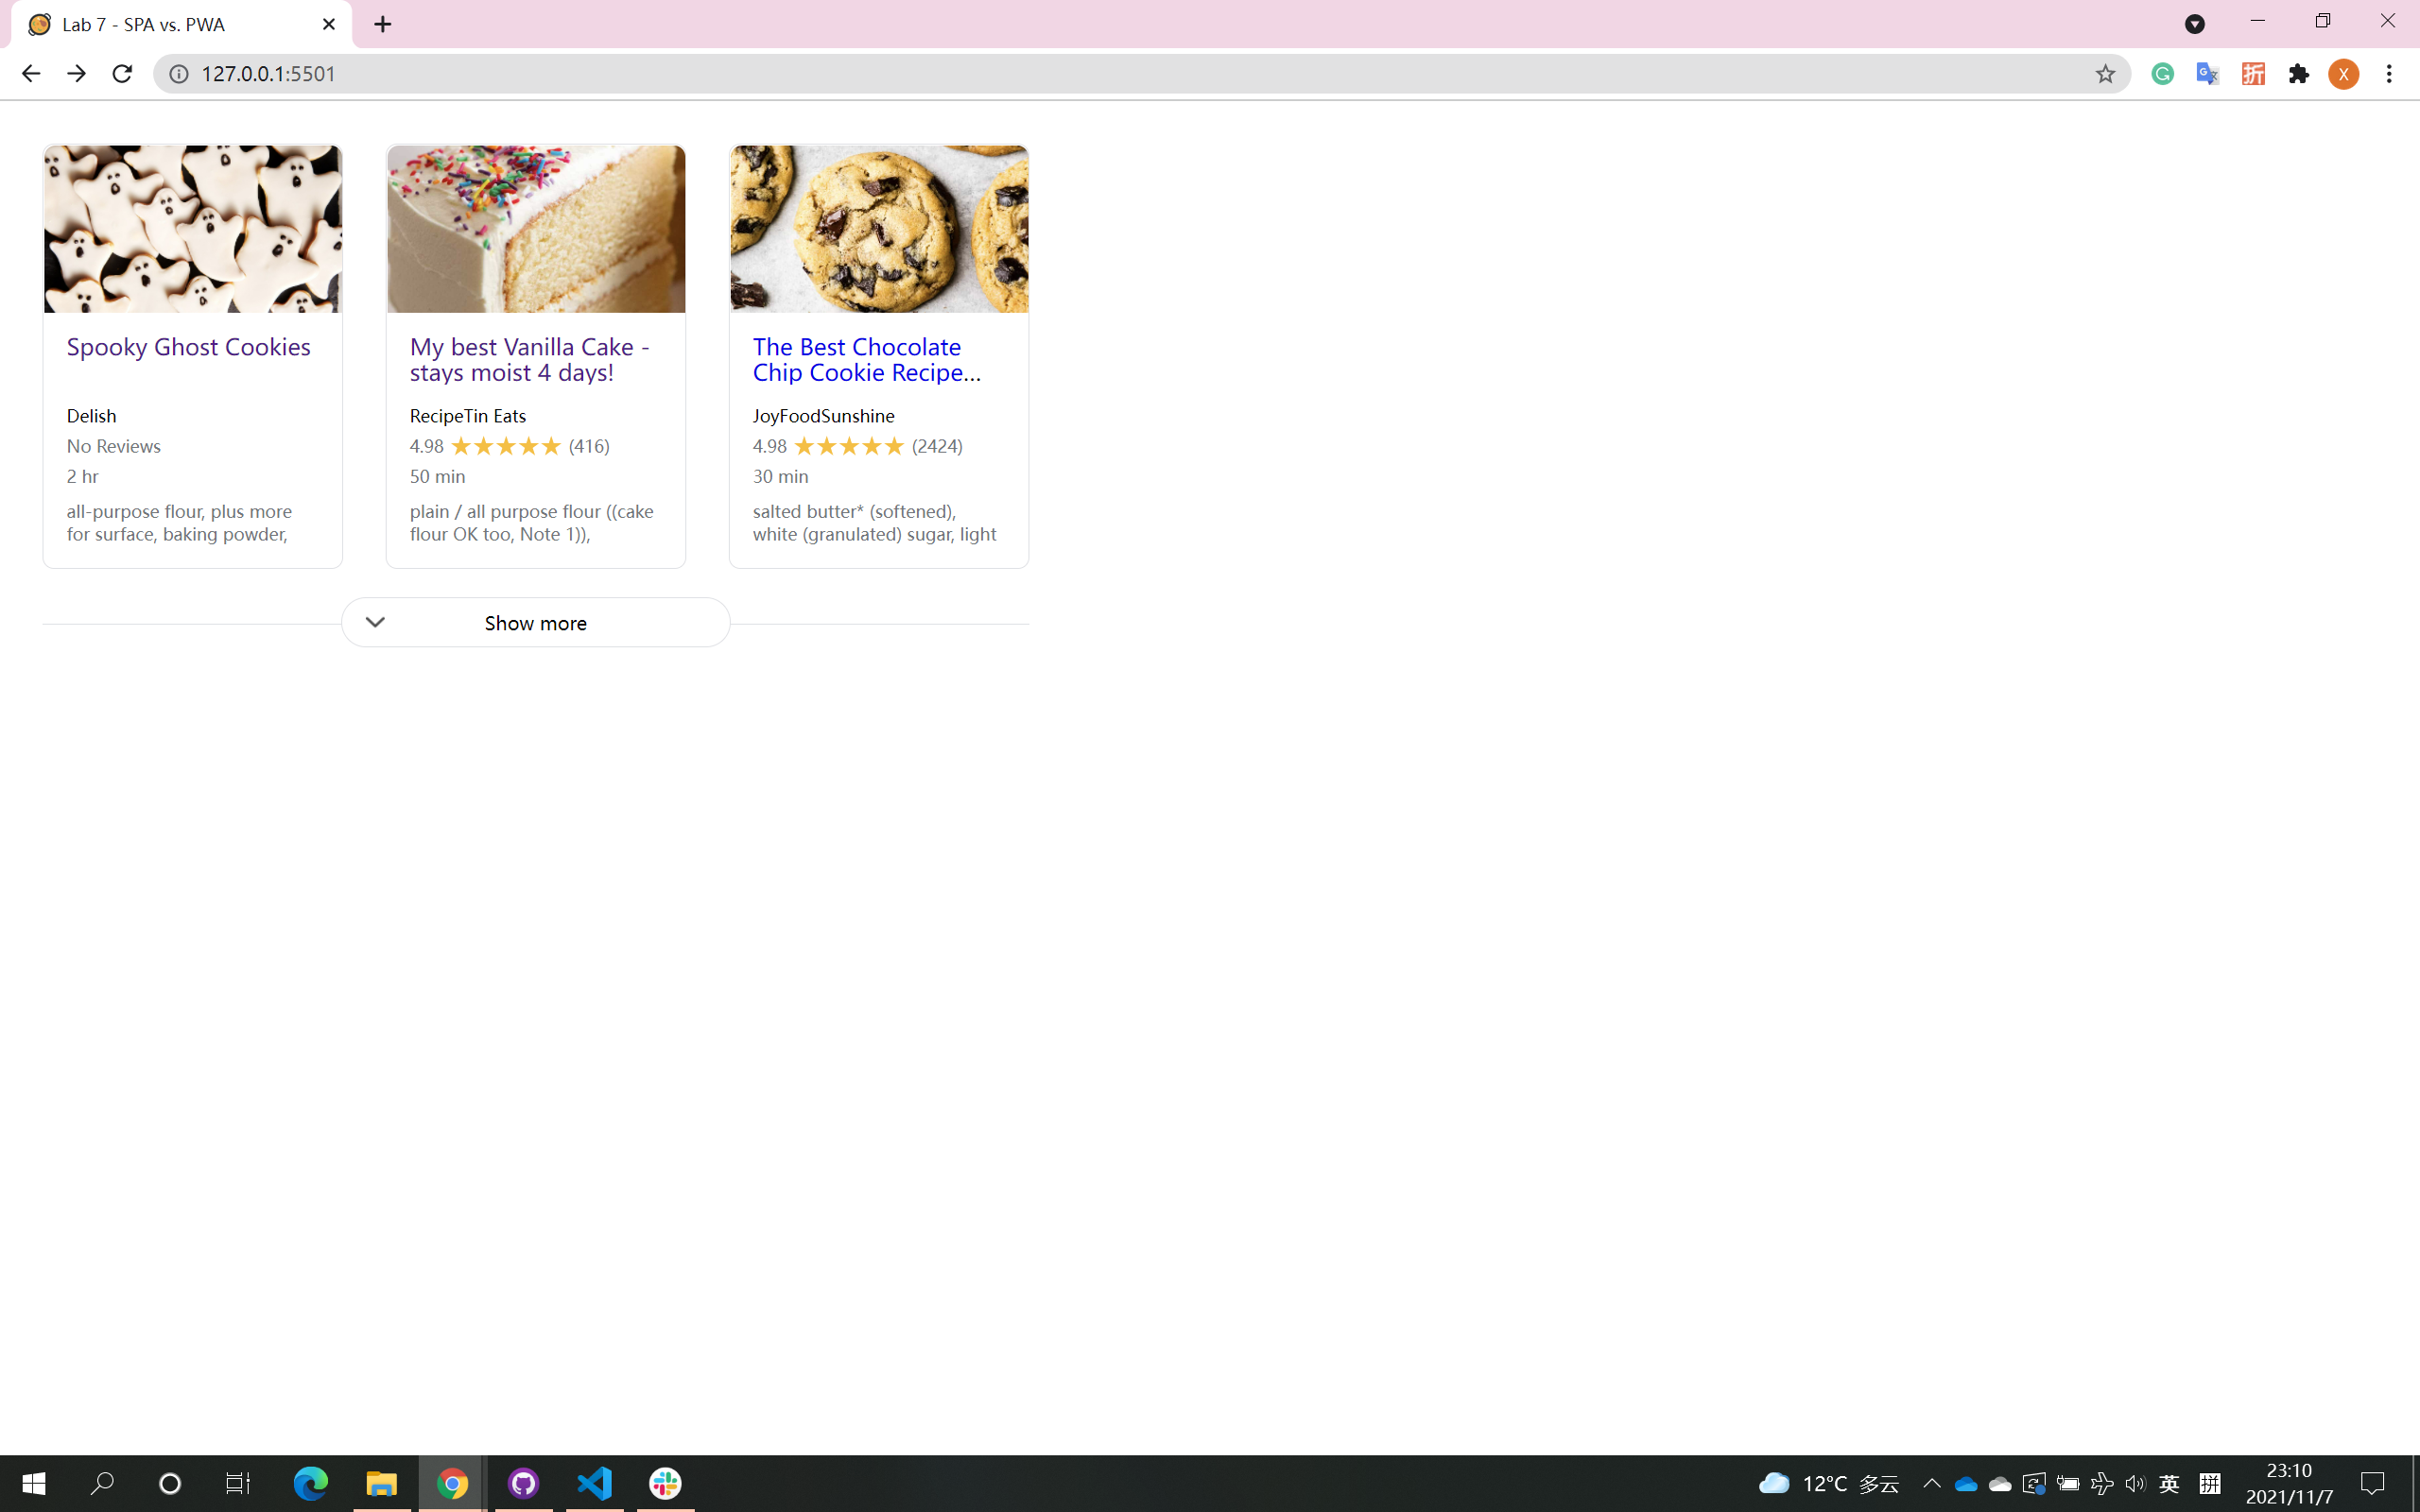 Lab 7 - SPA vs. PWA
127.0.0.1:5501
折
X
Spooky Ghost Cookies
Delish
No Reviews
2 hr
all-purpose flour, plus more
for surface, baking powder,
My best Vanilla Cake -
stays moist 4 days!
RecipeTin Eats
4.98 ★★★★★ (416)
50 min
plain / all purpose flour ((cake
flour OK too, Note 1)),
The Best Chocolate
Chip Cookie Recipe...
JoyFoodSunshine
4.98 ★★★★★ (2424)
30 min
salted butter* (softened),
white (granulated) sugar, light
Show more
12°C 多云
英
拼
23:10
2021/11/7